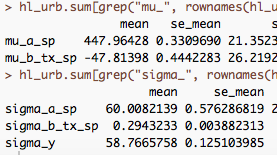 > hl_urb.sum[grep("mu_", rownames(hl_u
mean se_mean
mu_a_sp 447.96428 0.3309690 21.3523
mu_b_tx_sp -47.81398 0.4442283 26.2192
> hl_urb.sum[grep("sigma_", rownames(h
mean se_mean
sigma_a_sp 60.0082139 0.576286819 2
sigma_b_tx_sp 0.2943233 0.003882313
sigma_y 58.7665758 0.125103985